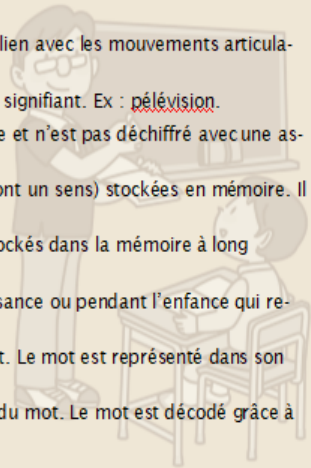 lien avec les mouvements articula-
signifiant. Ex : pélévision.
e et n’est pas déchiffré avec une as-
ont un sens) stockées en mémoire. Il
ockés dans la mémoire à long
sance ou pendant l’enfance qui re-
t. Le mot est représenté dans son
du mot. Le mot est décodé grâce à